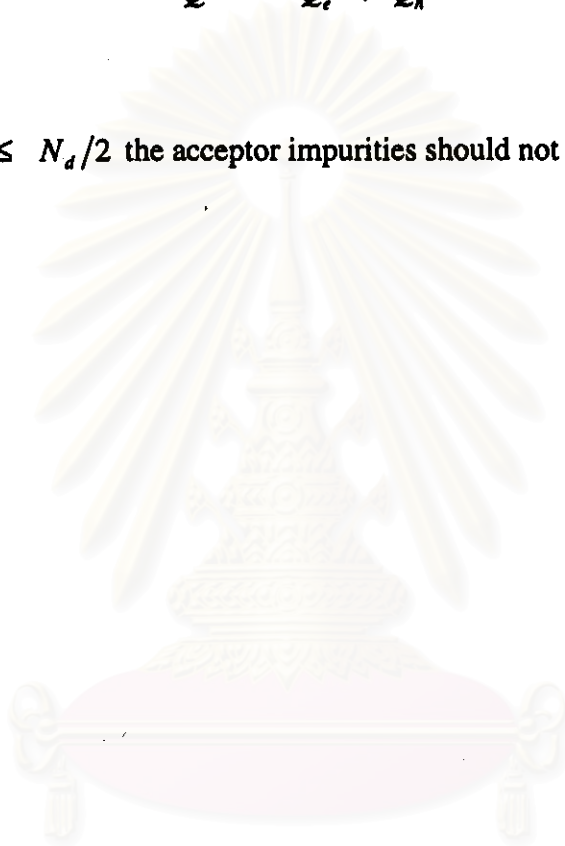 ≤ N_d/2 the acceptor impurities should not